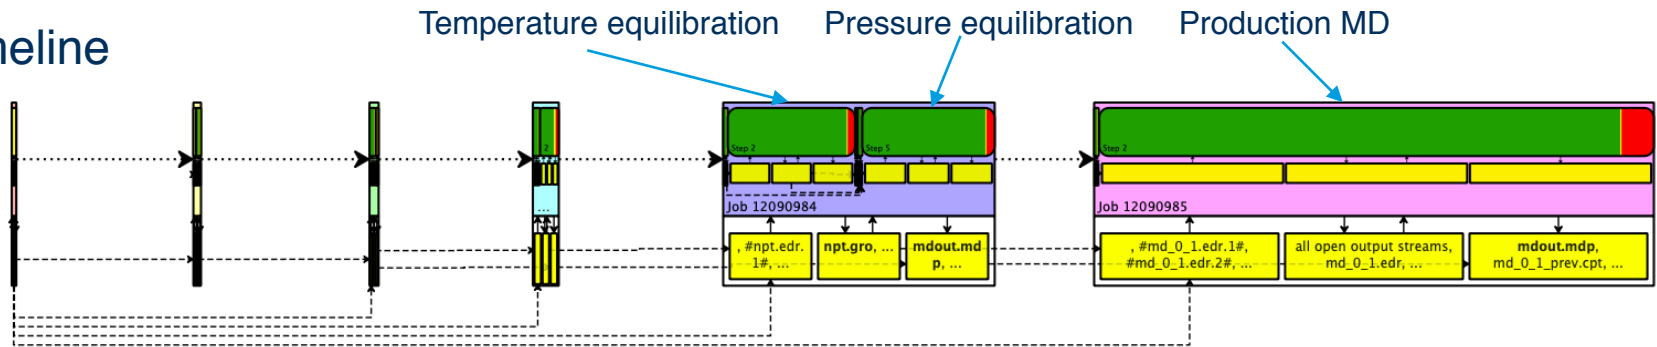 Temperature equilibration Pressure equilibration Production MD
neline
2
Step 2
Step 5
Step 2
...
Job 12090984
Job 12090985
, #npt.edr.
1#, ...
npt.gro, ...
mdout.md
p, ...
, #md_0_1.edr.1#,
#md_0_1.edr.2#, ...
all open output streams,
md_0_1.edr, ...
mdout.mdp,
md_0_1_prev.cpt, ...